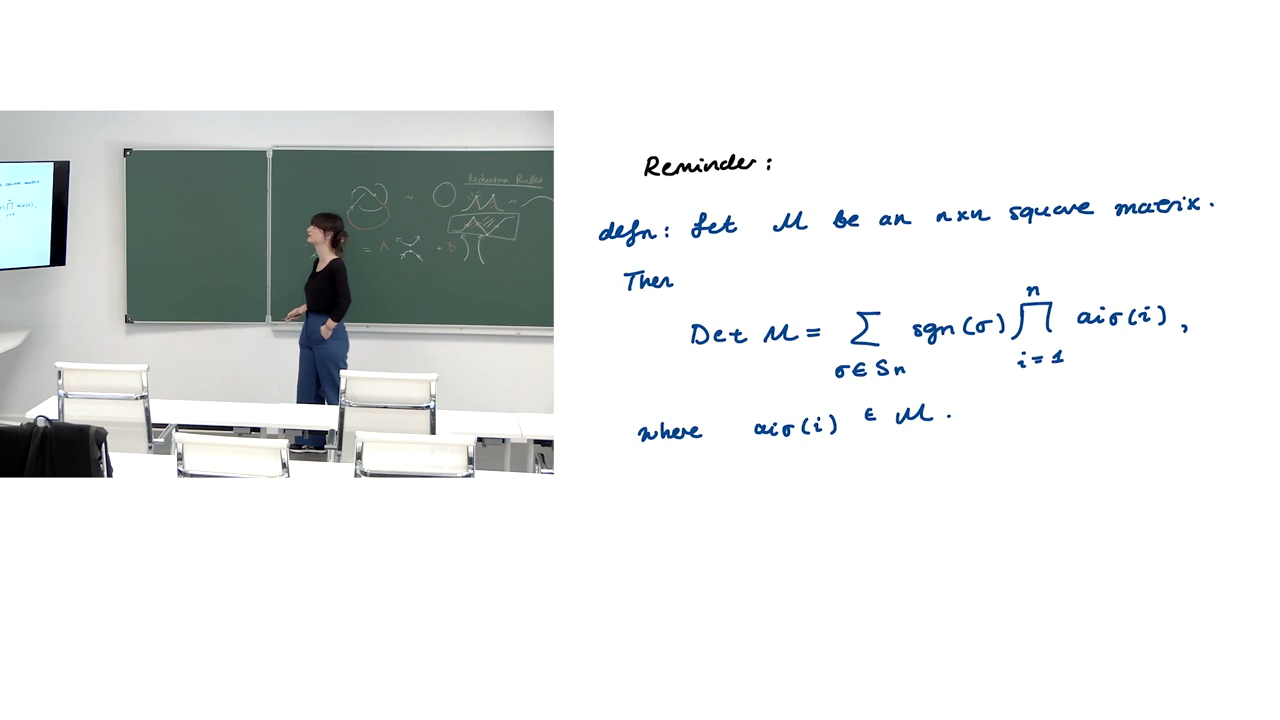 Reduction Rules
~
~
= A + b
Reminder:
defn: Let M be an n×n square matrix.
Then
Det M = ∑ sgn(σ) ∏ aiσ(i),
σ∈Sn
n
i=1
where aiσ(i) ∈ M.